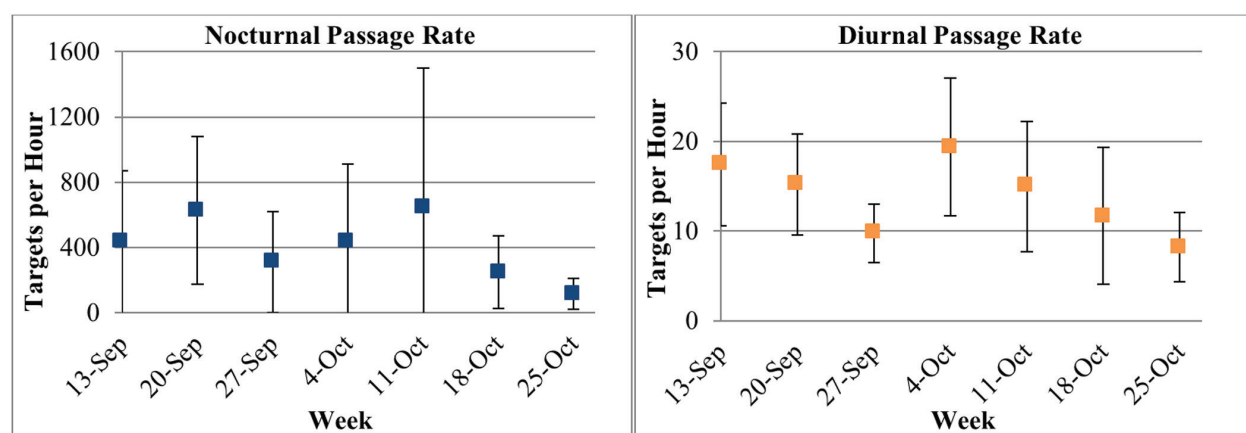 Nocturnal Passage Rate
1600
1200
800
400
0
Targets per Hour
13-Sep
20-Sep
27-Sep
4-Oct
11-Oct
18-Oct
25-Oct
Week
Diurnal Passage Rate
30
20
10
0
Targets per Hour
13-Sep
20-Sep
27-Sep
4-Oct
11-Oct
18-Oct
25-Oct
Week